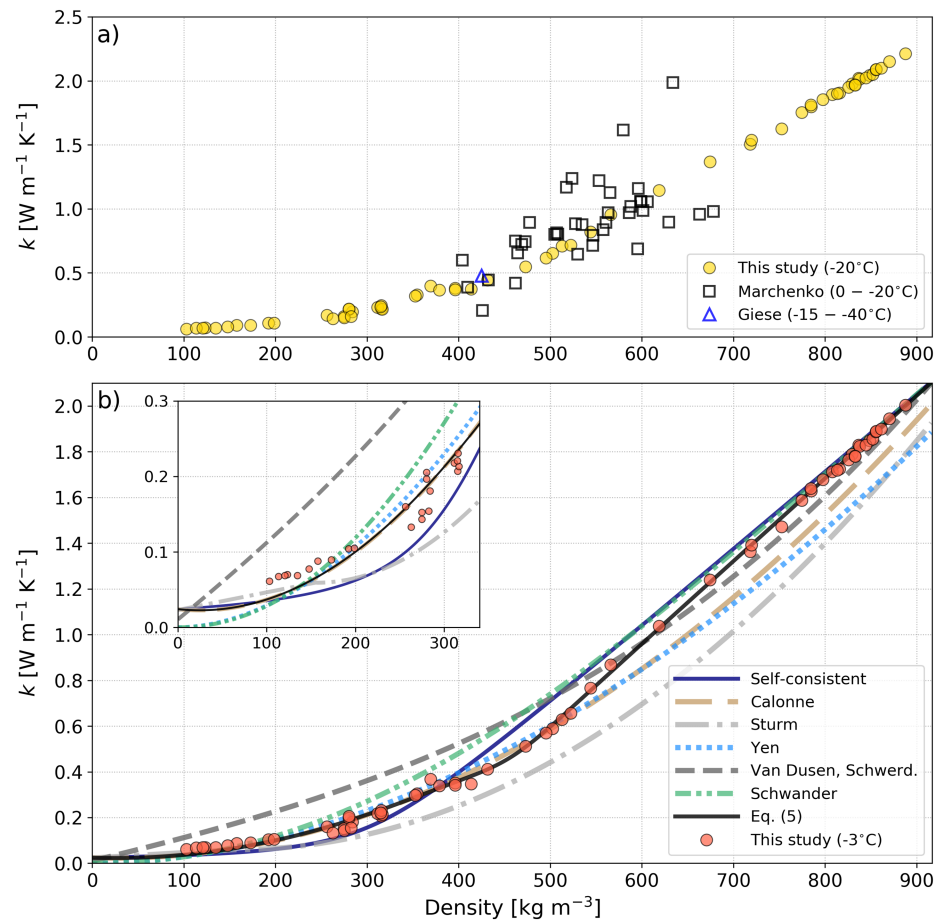 a)
2.5
2.0
1.5
1.0
0.5
0.0
k [W m⁻¹ K⁻¹]
This study (-20°C)
Marchenko (0 − -20°C)
Giese (-15 − -40°C)
0 100 200 300 400 500 600 700 800 900
b)
2.0
1.8
1.6
1.4
1.2
1.0
0.8
0.6
0.4
0.2
0.0
k [W m⁻¹ K⁻¹]
0.3
0.2
0.1
0.0
0 100 200 300
Self-consistent
Calonne
Sturm
Yen
Van Dusen, Schwerd.
Schwander
Eq. (5)
This study (-3°C)
0 100 200 300 400 500 600 700 800 900
Density [kg m⁻³]